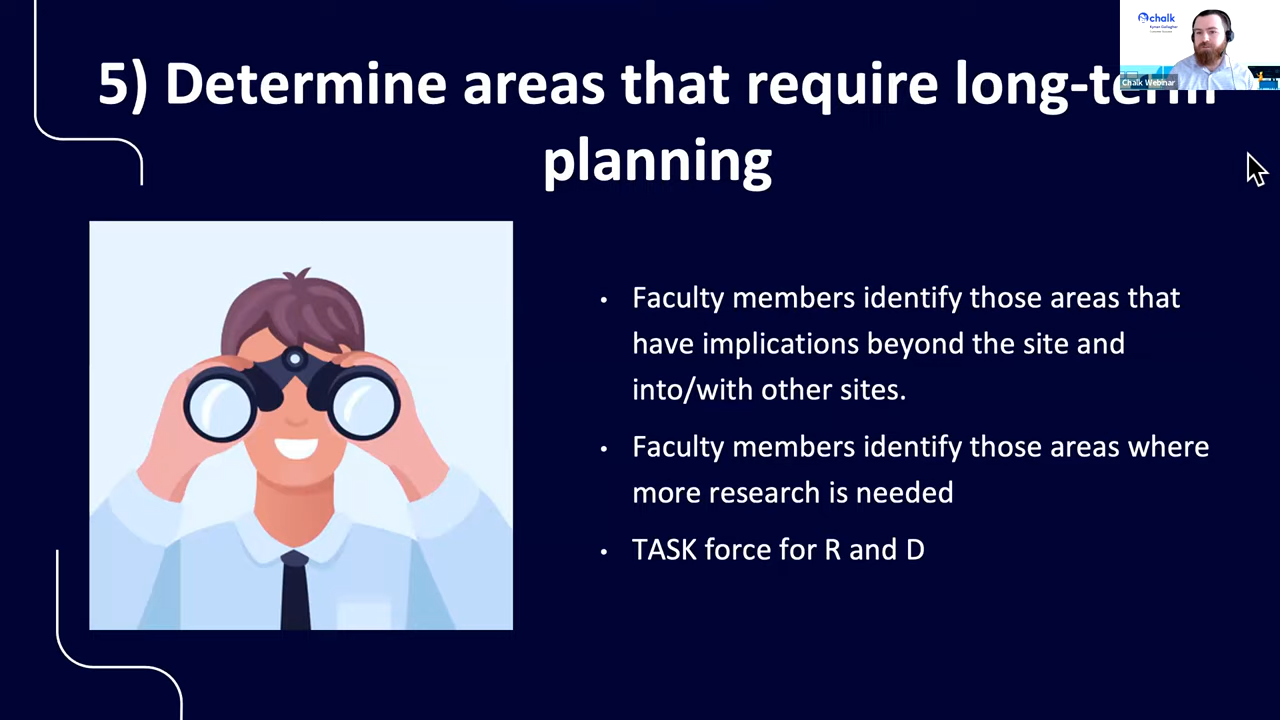 chalk
Chalk Webinar
5) Determine areas that require long-term
planning
• Faculty members identify those areas that
have implications beyond the site and
into/with other sites.
• Faculty members identify those areas where
more research is needed
• TASK force for R and D